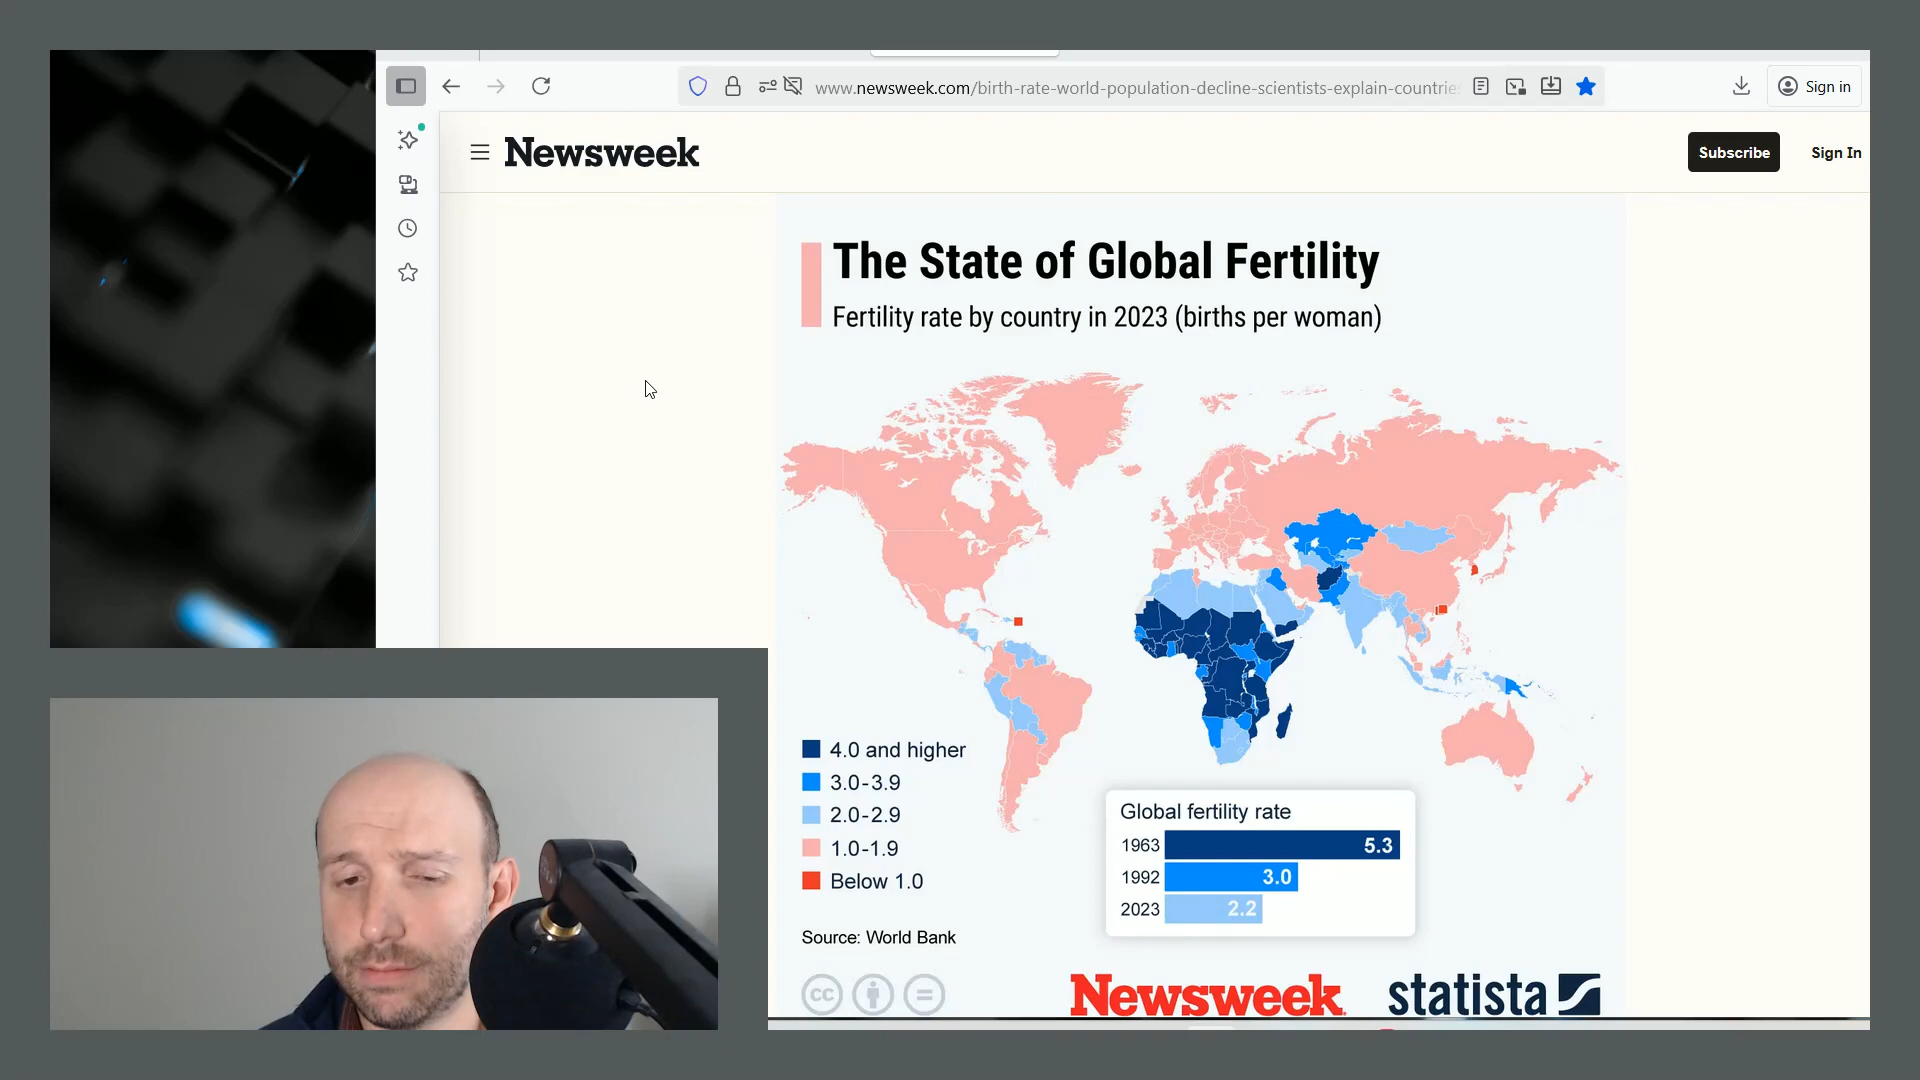 www.newsweek.com/birth-rate-world-population-decline-scientists-explain-countrie
Sign in
Newsweek
Subscribe
Sign In
The State of Global Fertility
Fertility rate by country in 2023 (births per woman)
4.0 and higher
3.0-3.9
2.0-2.9
1.0-1.9
Below 1.0
Global fertility rate
1963 5.3
1992 3.0
2023 2.2
Source: World Bank
cc
Newsweek
statista